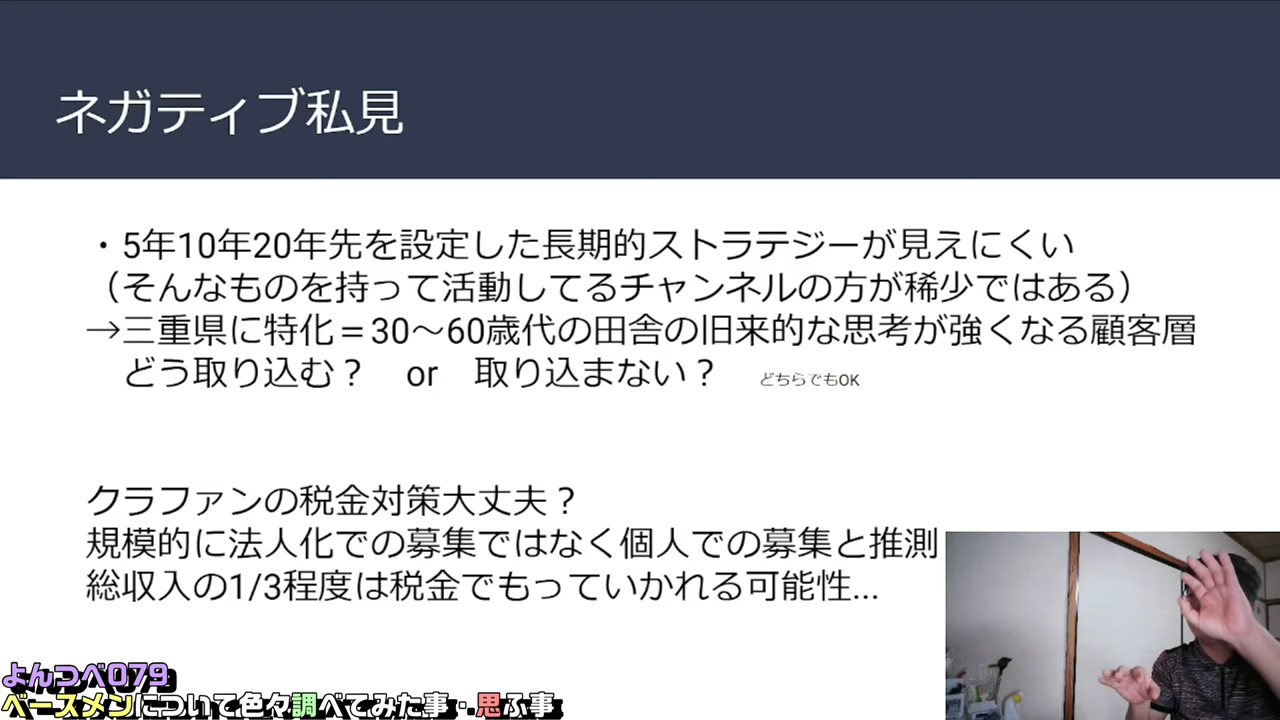 ネガティブ私見
・5年10年20年先を設定した長期的ストラテジーが見えにくい
（そんなものを持って活動してるチャンネルの方が稀少ではある）
→三重県に特化＝30～60歳代の田舎の旧来的な思考が強くなる顧客層
どう取り込む？　or　取り込まない？　どちらでもOK
クラファンの税金対策大丈夫？
規模的に法人化での募集ではなく個人での募集と推測
総収入の1/3程度は税金でもっていかれる可能性...
よんつべ079
ベースメンについて色々調べてみた事・思ふ事